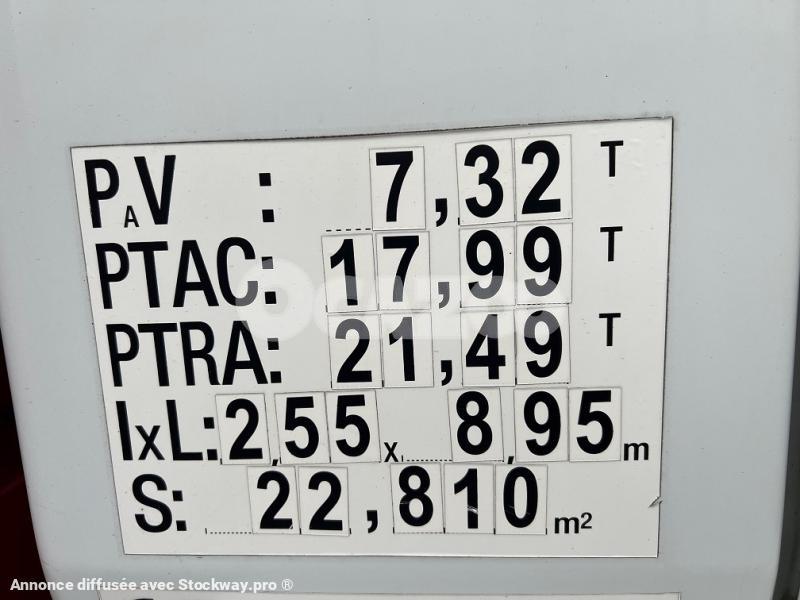 PAV : 7,32 T
PTAC: 17,99 T
PTRA: 21,49 T
lxL: 2,55 x 8,95 m
S: 22,810 m²
Annonce diffusée avec Stockway.pro ®